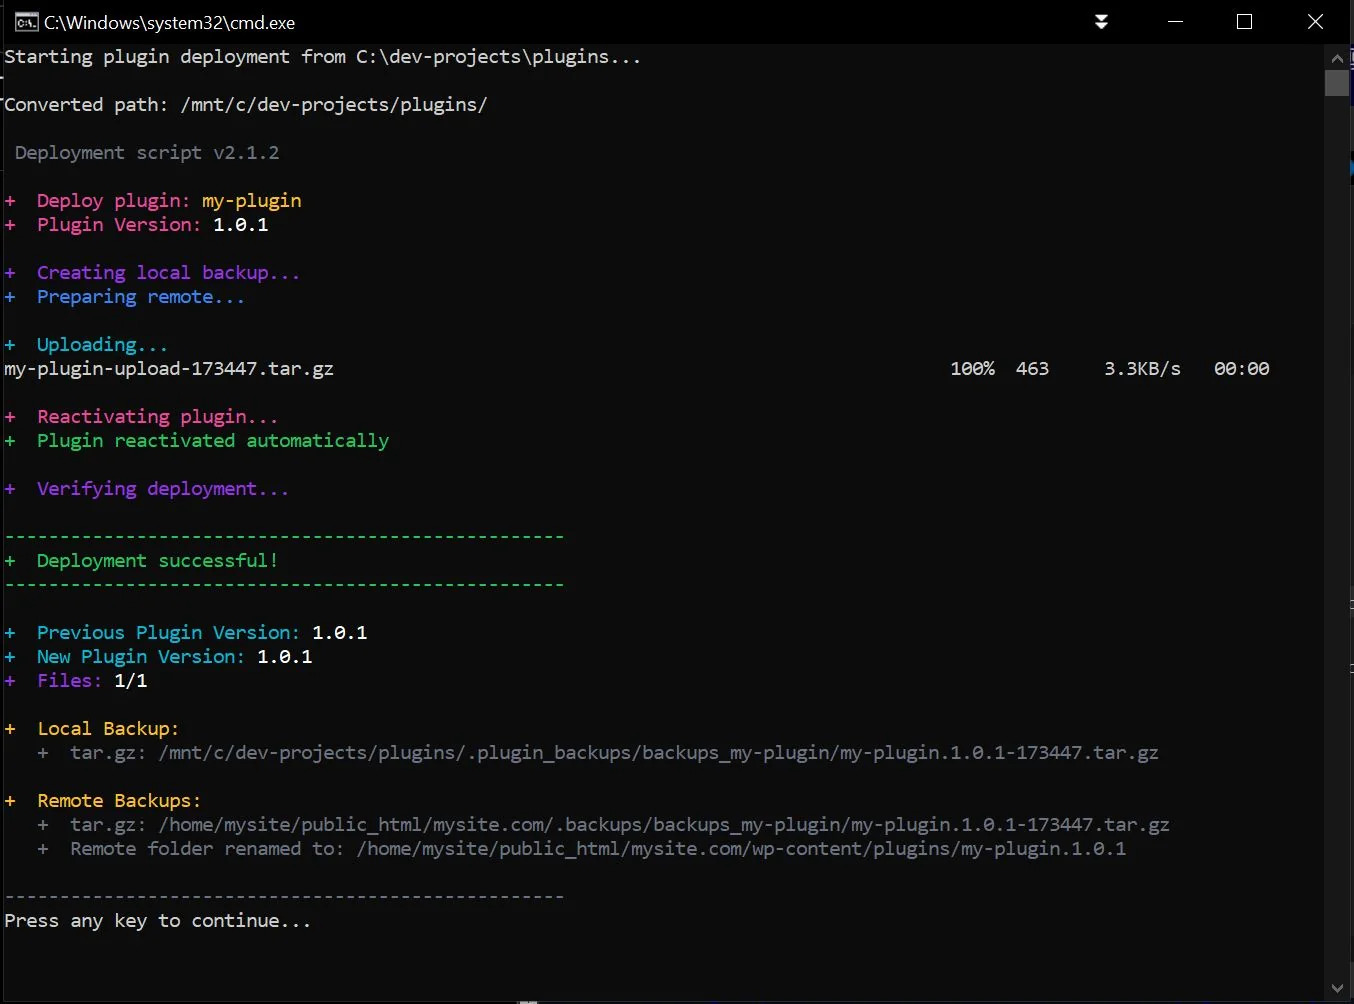 C:\Windows\system32\cmd.exe
Starting plugin deployment from C:\dev-projects\plugins...
Converted path: /mnt/c/dev-projects/plugins/
Deployment script v2.1.2
+ Deploy plugin: my-plugin
+ Plugin Version: 1.0.1
+ Creating local backup...
+ Preparing remote...
+ Uploading...
my-plugin-upload-173447.tar.gz 100% 463 3.3KB/s 00:00
+ Reactivating plugin...
+ Plugin reactivated automatically
+ Verifying deployment...
---------------------------------------------------
+ Deployment successful!
---------------------------------------------------
+ Previous Plugin Version: 1.0.1
+ New Plugin Version: 1.0.1
+ Files: 1/1
+ Local Backup:
+ tar.gz: /mnt/c/dev-projects/plugins/.plugin_backups/backups_my-plugin/my-plugin.1.0.1-173447.tar.gz
+ Remote Backups:
+ tar.gz: /home/mysite/public_html/mysite.com/.backups/backups_my-plugin/my-plugin.1.0.1-173447.tar.gz
+ Remote folder renamed to: /home/mysite/public_html/mysite.com/wp-content/plugins/my-plugin.1.0.1
---------------------------------------------------
Press any key to continue...